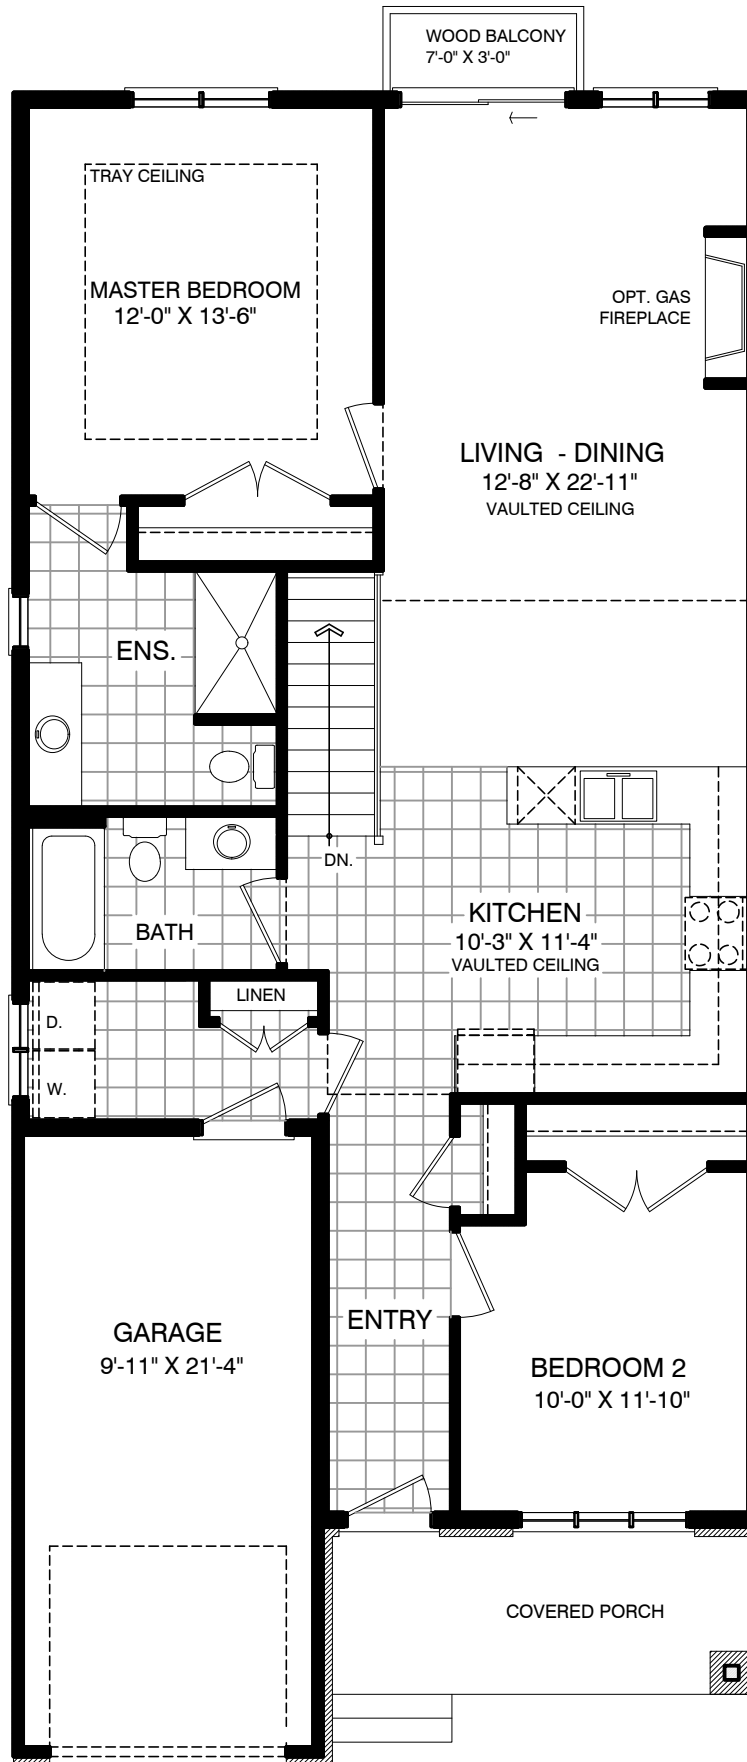 WOOD BALCONY
7'-0" X 3'-0"
TRAY CEILING
MASTER BEDROOM
12'-0" X 13'-6"
OPT. GAS
FIREPLACE
LIVING - DINING
12'-8" X 22'-11"
VAULTED CEILING
ENS.
DN.
BATH
KITCHEN
10'-3" X 11'-4"
VAULTED CEILING
LINEN
D.
W.
ENTRY
GARAGE
9'-11" X 21'-4"
BEDROOM 2
10'-0" X 11'-10"
COVERED PORCH